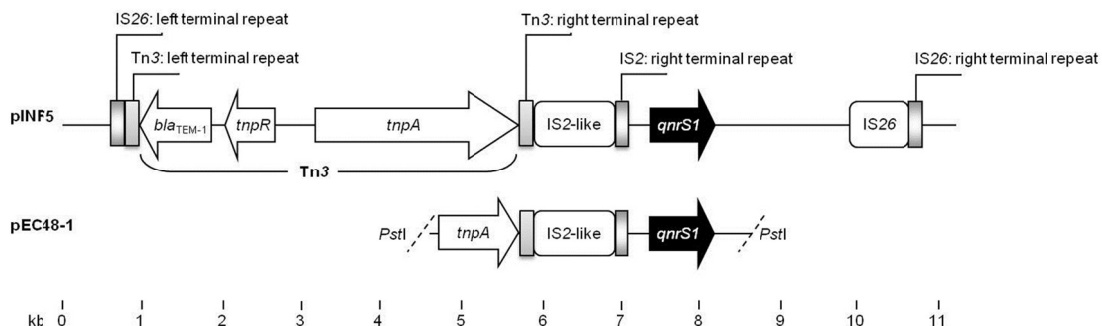 IS26: left terminal repeat
Tn3: right terminal repeat
Tn3: left terminal repeat
IS2: right terminal repeat
IS26: right terminal repeat
pINF5
blaTEM-1
tnpR
tnpA
IS2-like
qnrS1
IS26
Tn3
pEC48-1
PstI
tnpA
IS2-like
qnrS1
PstI
kb 0 1 2 3 4 5 6 7 8 9 10 11